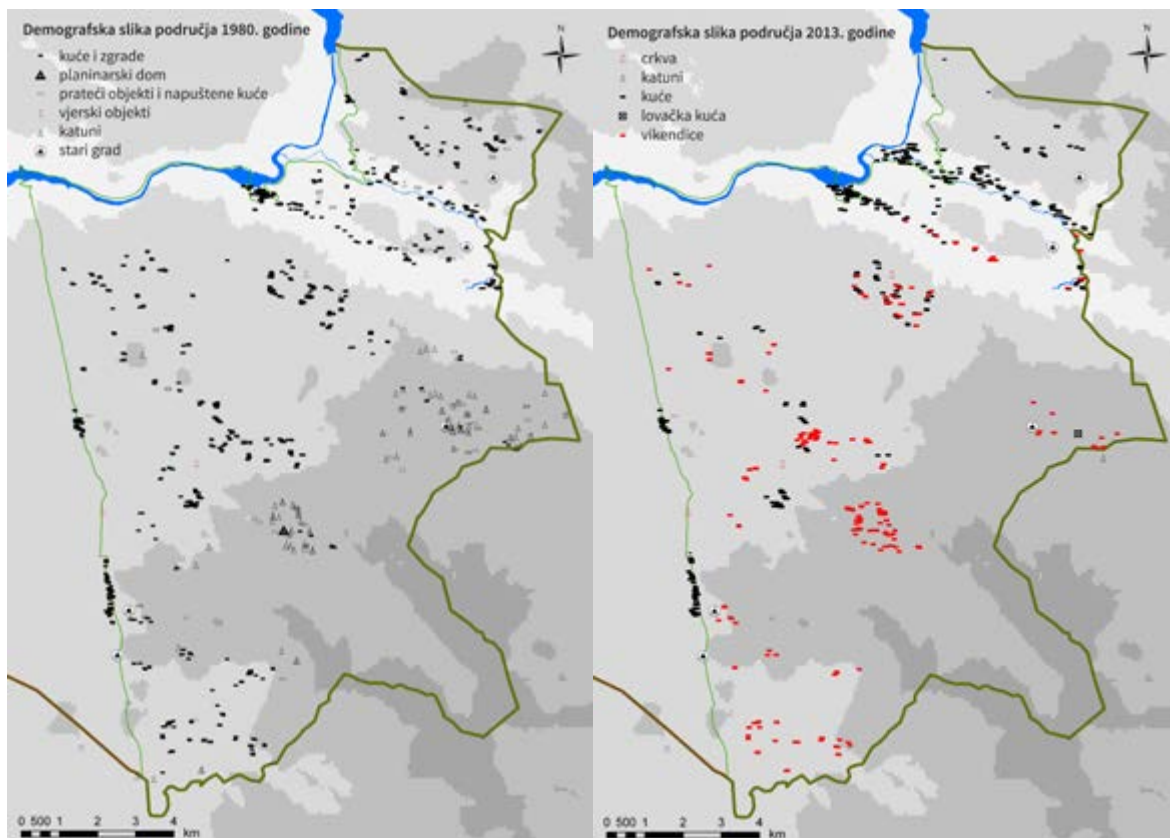 Demografska slika područja 1980. godine
kuće i zgrade
planinarski dom
prateći objekti i napuštene kuće
vjerski objekti
katuni
stari grad
N
0 500 1 2 3 4
km
Demografska slika područja 2013. godine
crkva
katuni
kuće
lovačka kuća
vikendice
N
0 500 1 2 3 4
km